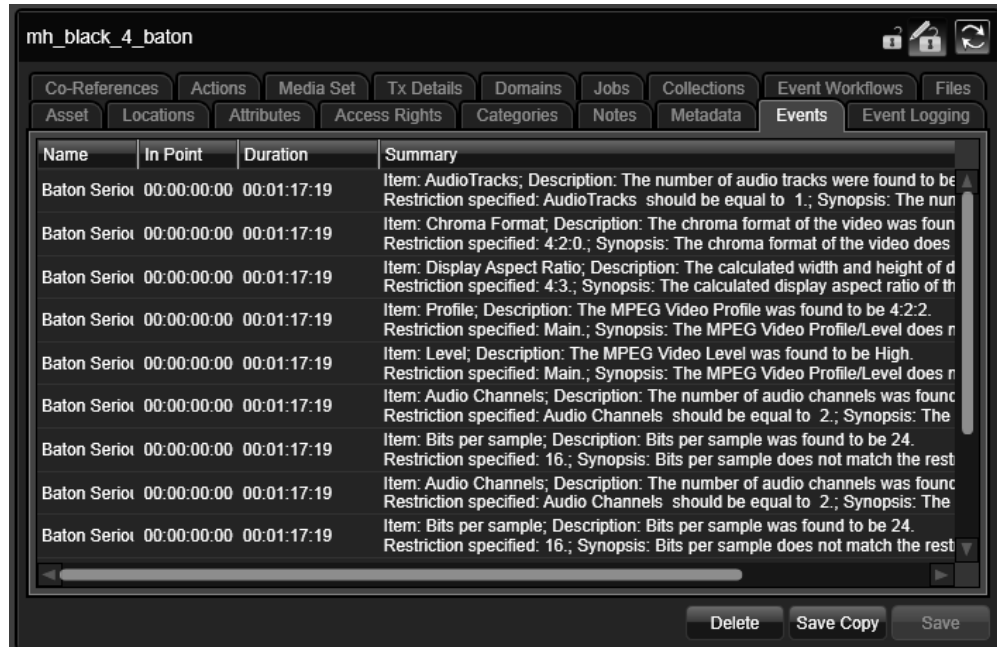 mh_black_4_baton
Co-References Actions Media Set Tx Details Domains Jobs Collections Event Workflows Files
Asset Locations Attributes Access Rights Categories Notes Metadata Events Event Logging
Name In Point Duration Summary
Baton 00:00:00:00 00:01:17:19 Item: AudioTracks; Description: The number of audio tracks were found to be
Restriction specified: AudioTracks should be equal to 1.; Synopsis: The
Baton 00:00:00:00 00:01:17:19 Item: Chroma Format; Description: The chroma format of the video was
Restriction specified: 4:2:0.; Synopsis: The chroma format of the video does
Baton 00:00:00:00 00:01:17:19 Item: Display Aspect Ratio; Description: The calculated width and height of
Restriction specified: 4:3.; Synopsis: The calculated display aspect ratio of
Baton 00:00:00:00 00:01:17:19 Item: Profile; Description: The MPEG Video Profile was found to be 4:2:2.
Restriction specified: Main.; Synopsis: The MPEG Video Profile/Level does
Baton 00:00:00:00 00:01:17:19 Item: Level; Description: The MPEG Video Level was found to be High.
Restriction specified: Main.; Synopsis: The MPEG Video Profile/Level does
Baton 00:00:00:00 00:01:17:19 Item: Audio Channels; Description: The number of audio channels was
Restriction specified: Audio Channels should be equal to 2.; Synopsis: The
Baton 00:00:00:00 00:01:17:19 Item: Bits per sample; Description: Bits per sample was found to be 24.
Restriction specified: 16.; Synopsis: Bits per sample does not match the
Baton 00:00:00:00 00:01:17:19 Item: Audio Channels; Description: The number of audio channels was
Restriction specified: Audio Channels should be equal to 2.; Synopsis: The
Baton 00:00:00:00 00:01:17:19 Item: Bits per sample; Description: Bits per sample was found to be 24.
Restriction specified: 16.; Synopsis: Bits per sample does not match the
Delete Save Copy Save